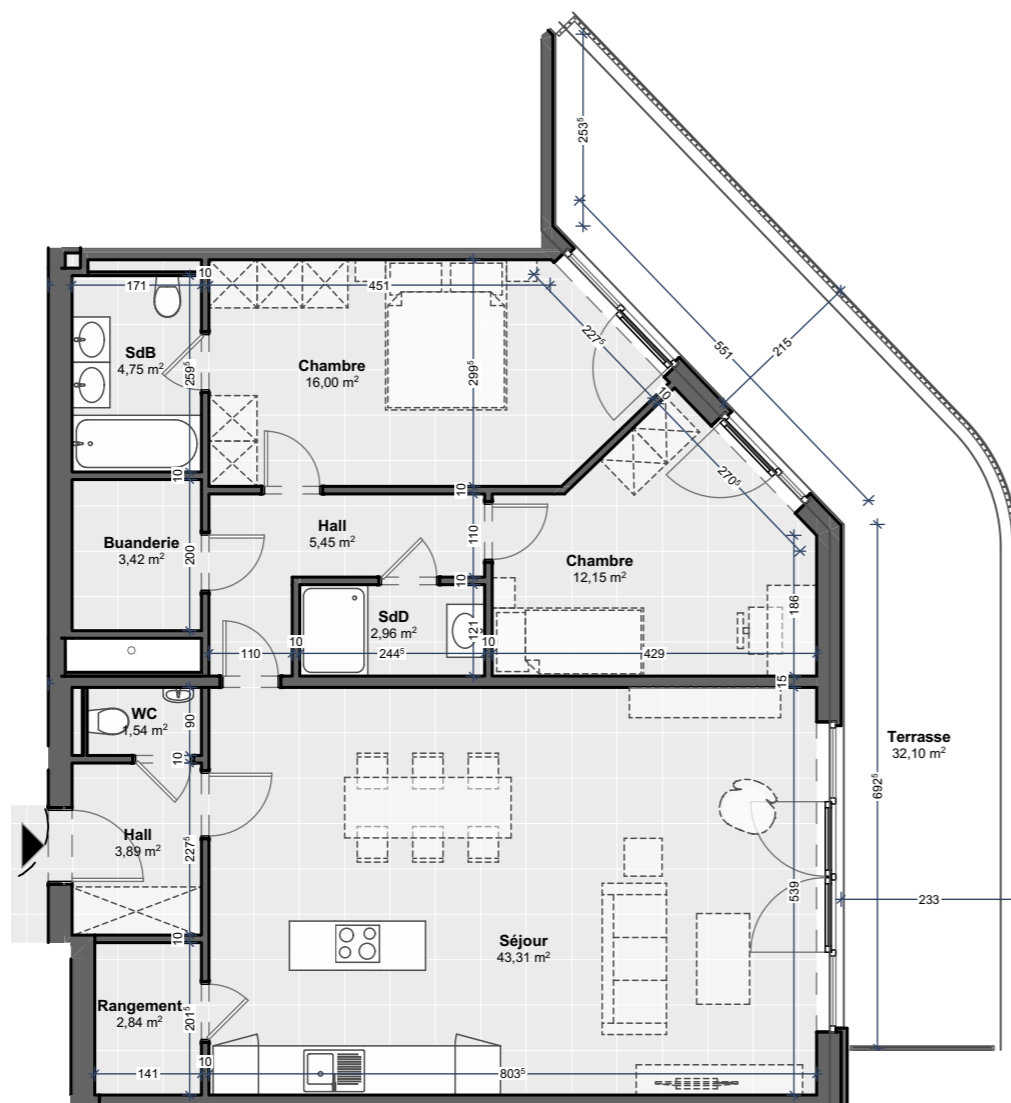 253⁵
171
10
451
SdB
4,75 m²
259⁵
Chambre
16,00 m²
299⁵
227⁵
551
215
10
270⁵
10
10
Buanderie
3,42 m²
200
Hall
5,45 m²
110
10
Chambre
12,15 m²
186
SdD
2,96 m²
121
110
10
244⁵
10
429
15
WC
1,54 m²
90
10
Terrasse
32,10 m²
692⁵
Hall
3,89 m²
227⁵
539
233
10
Séjour
43,31 m²
Rangement
2,84 m²
201⁵
141
10
803⁵